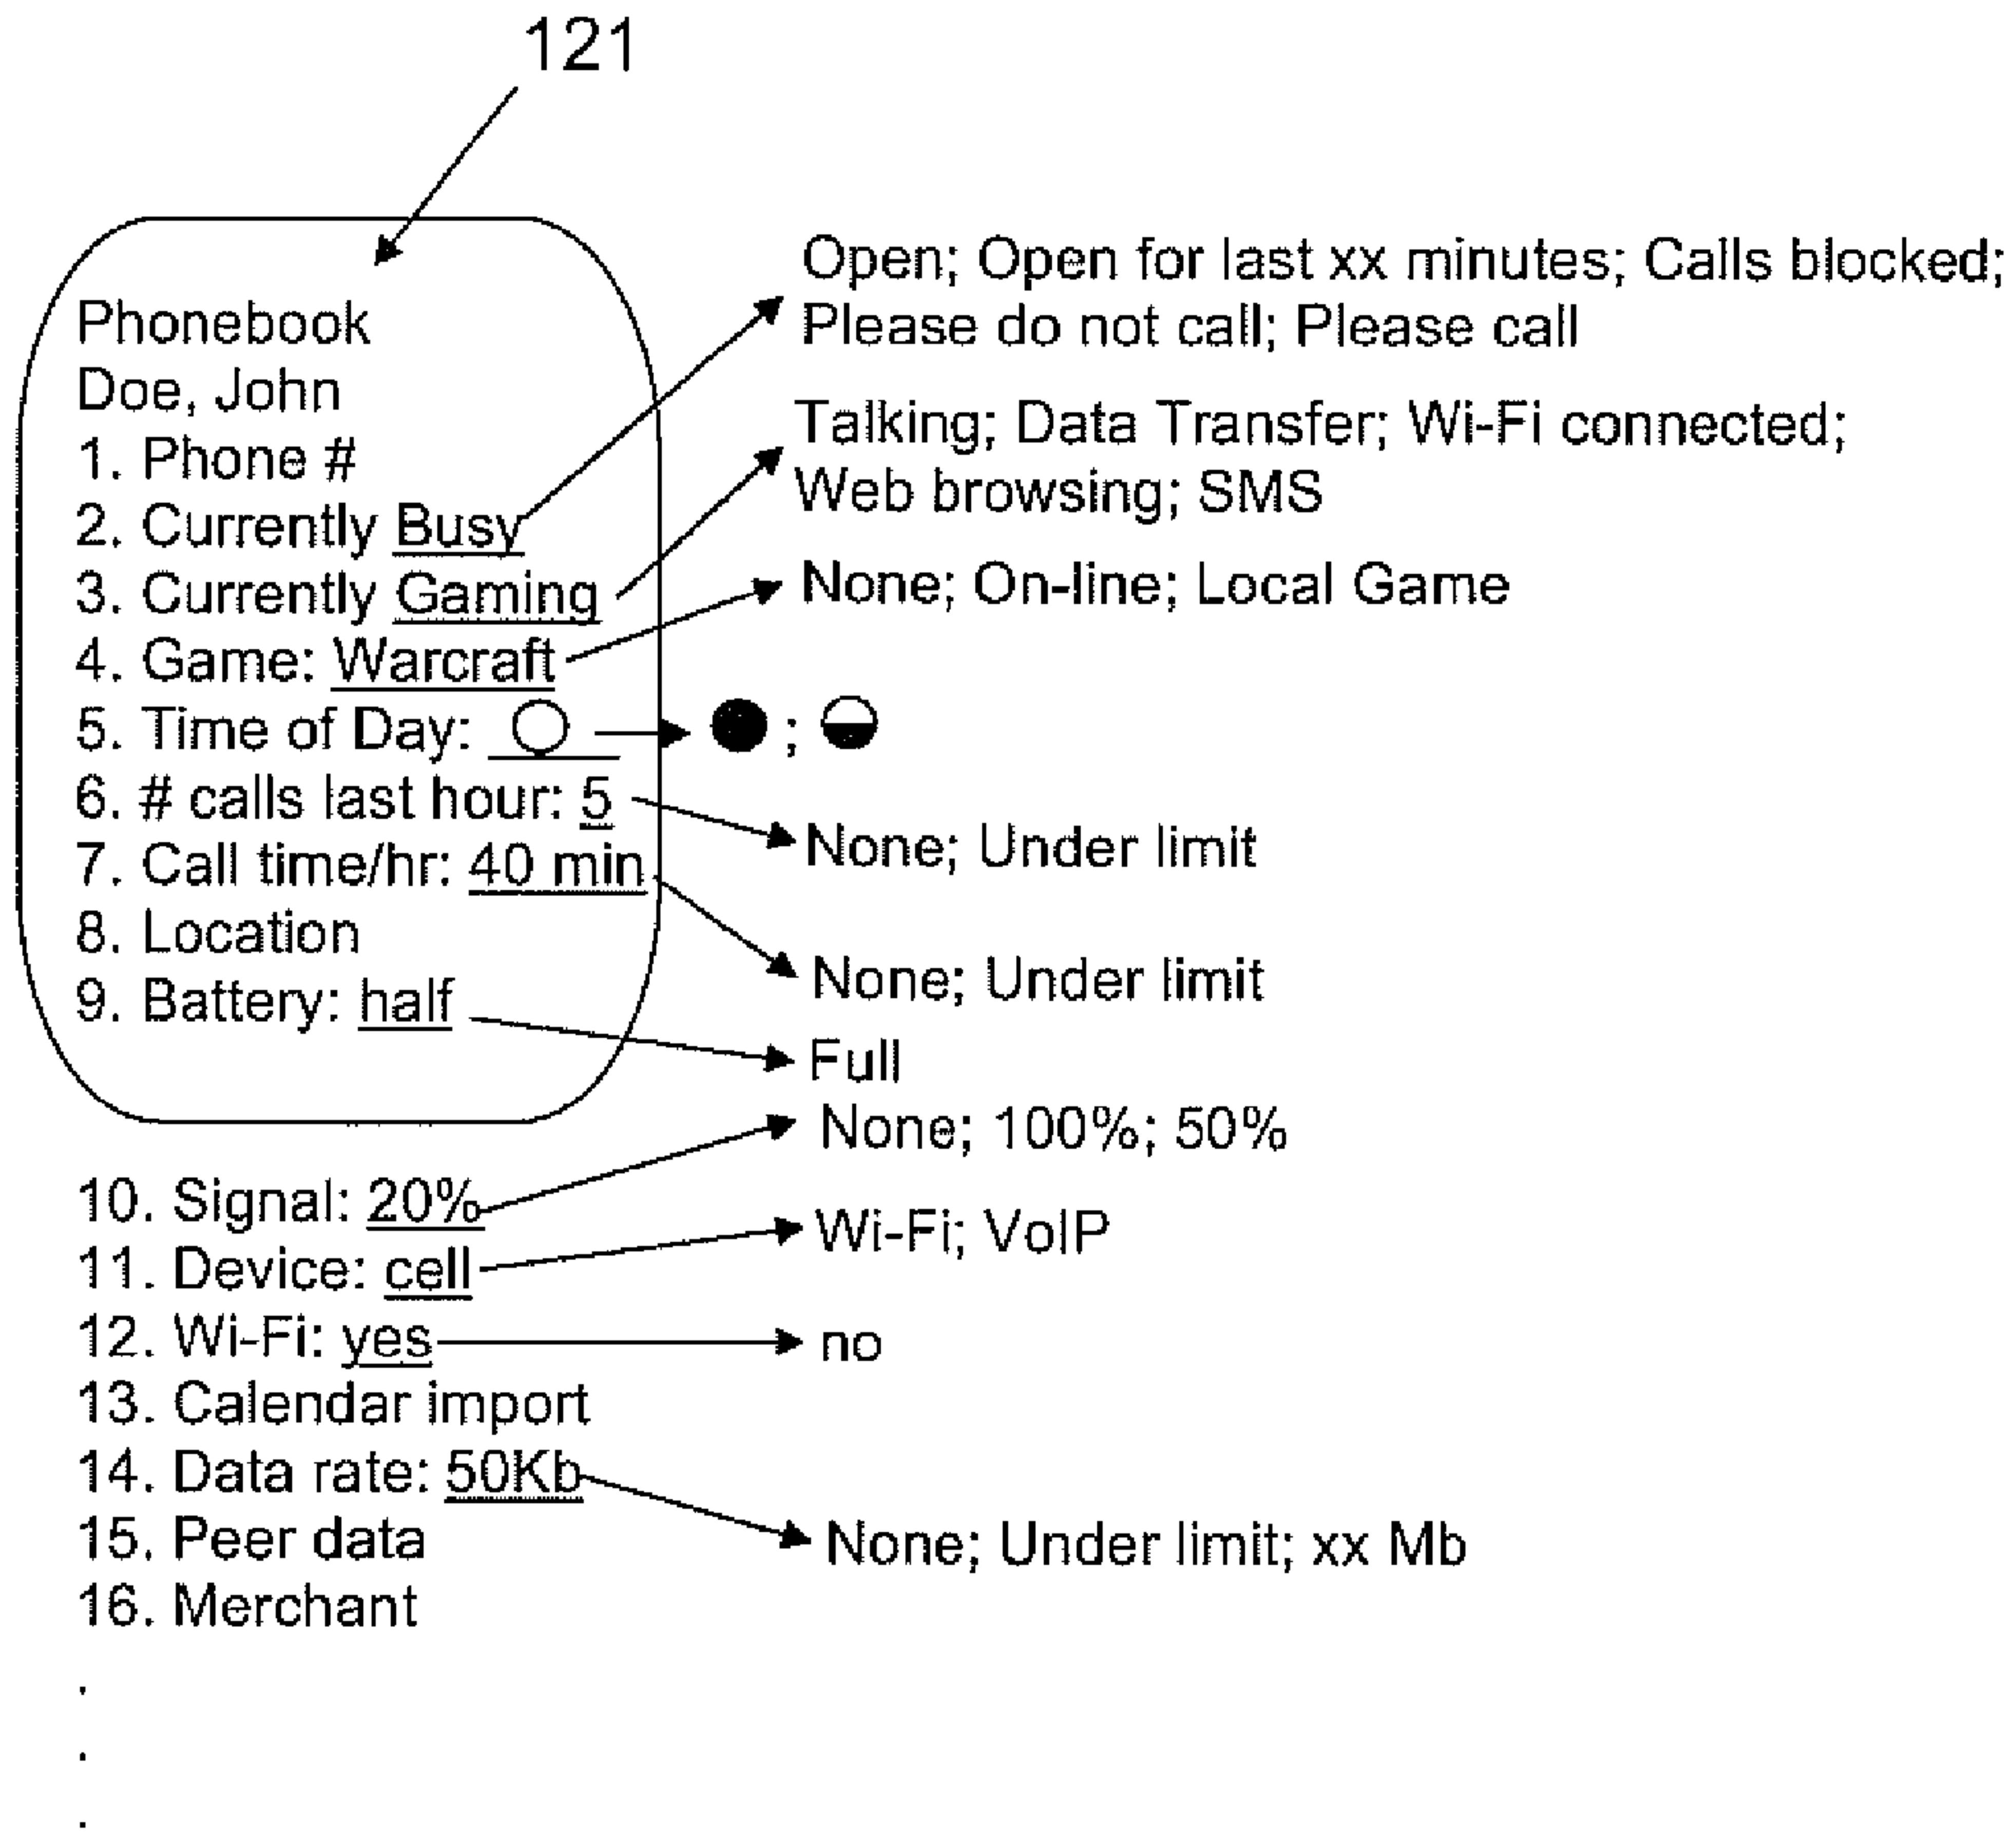 121
Phonebook
Doe, John
1. Phone #
2. Currently Busy
Open; Open for last xx minutes; Calls blocked;
Please do not call; Please call
3. Currently Gaming
Talking; Data Transfer; Wi-Fi connected;
Web browsing; SMS
4. Game: Warcraft
None; On-line; Local Game
5. Time of Day:
;
6. # calls last hour: 5
None; Under limit
7. Call time/hr: 40 min
None; Under limit
8. Location
9. Battery: half
Full
10. Signal: 20%
None; 100%; 50%
11. Device: cell
Wi-Fi; VoIP
12. Wi-Fi: yes
no
13. Calendar import
14. Data rate: 50Kb
None; Under limit; xx Mb
15. Peer data
16. Merchant
.
.
.